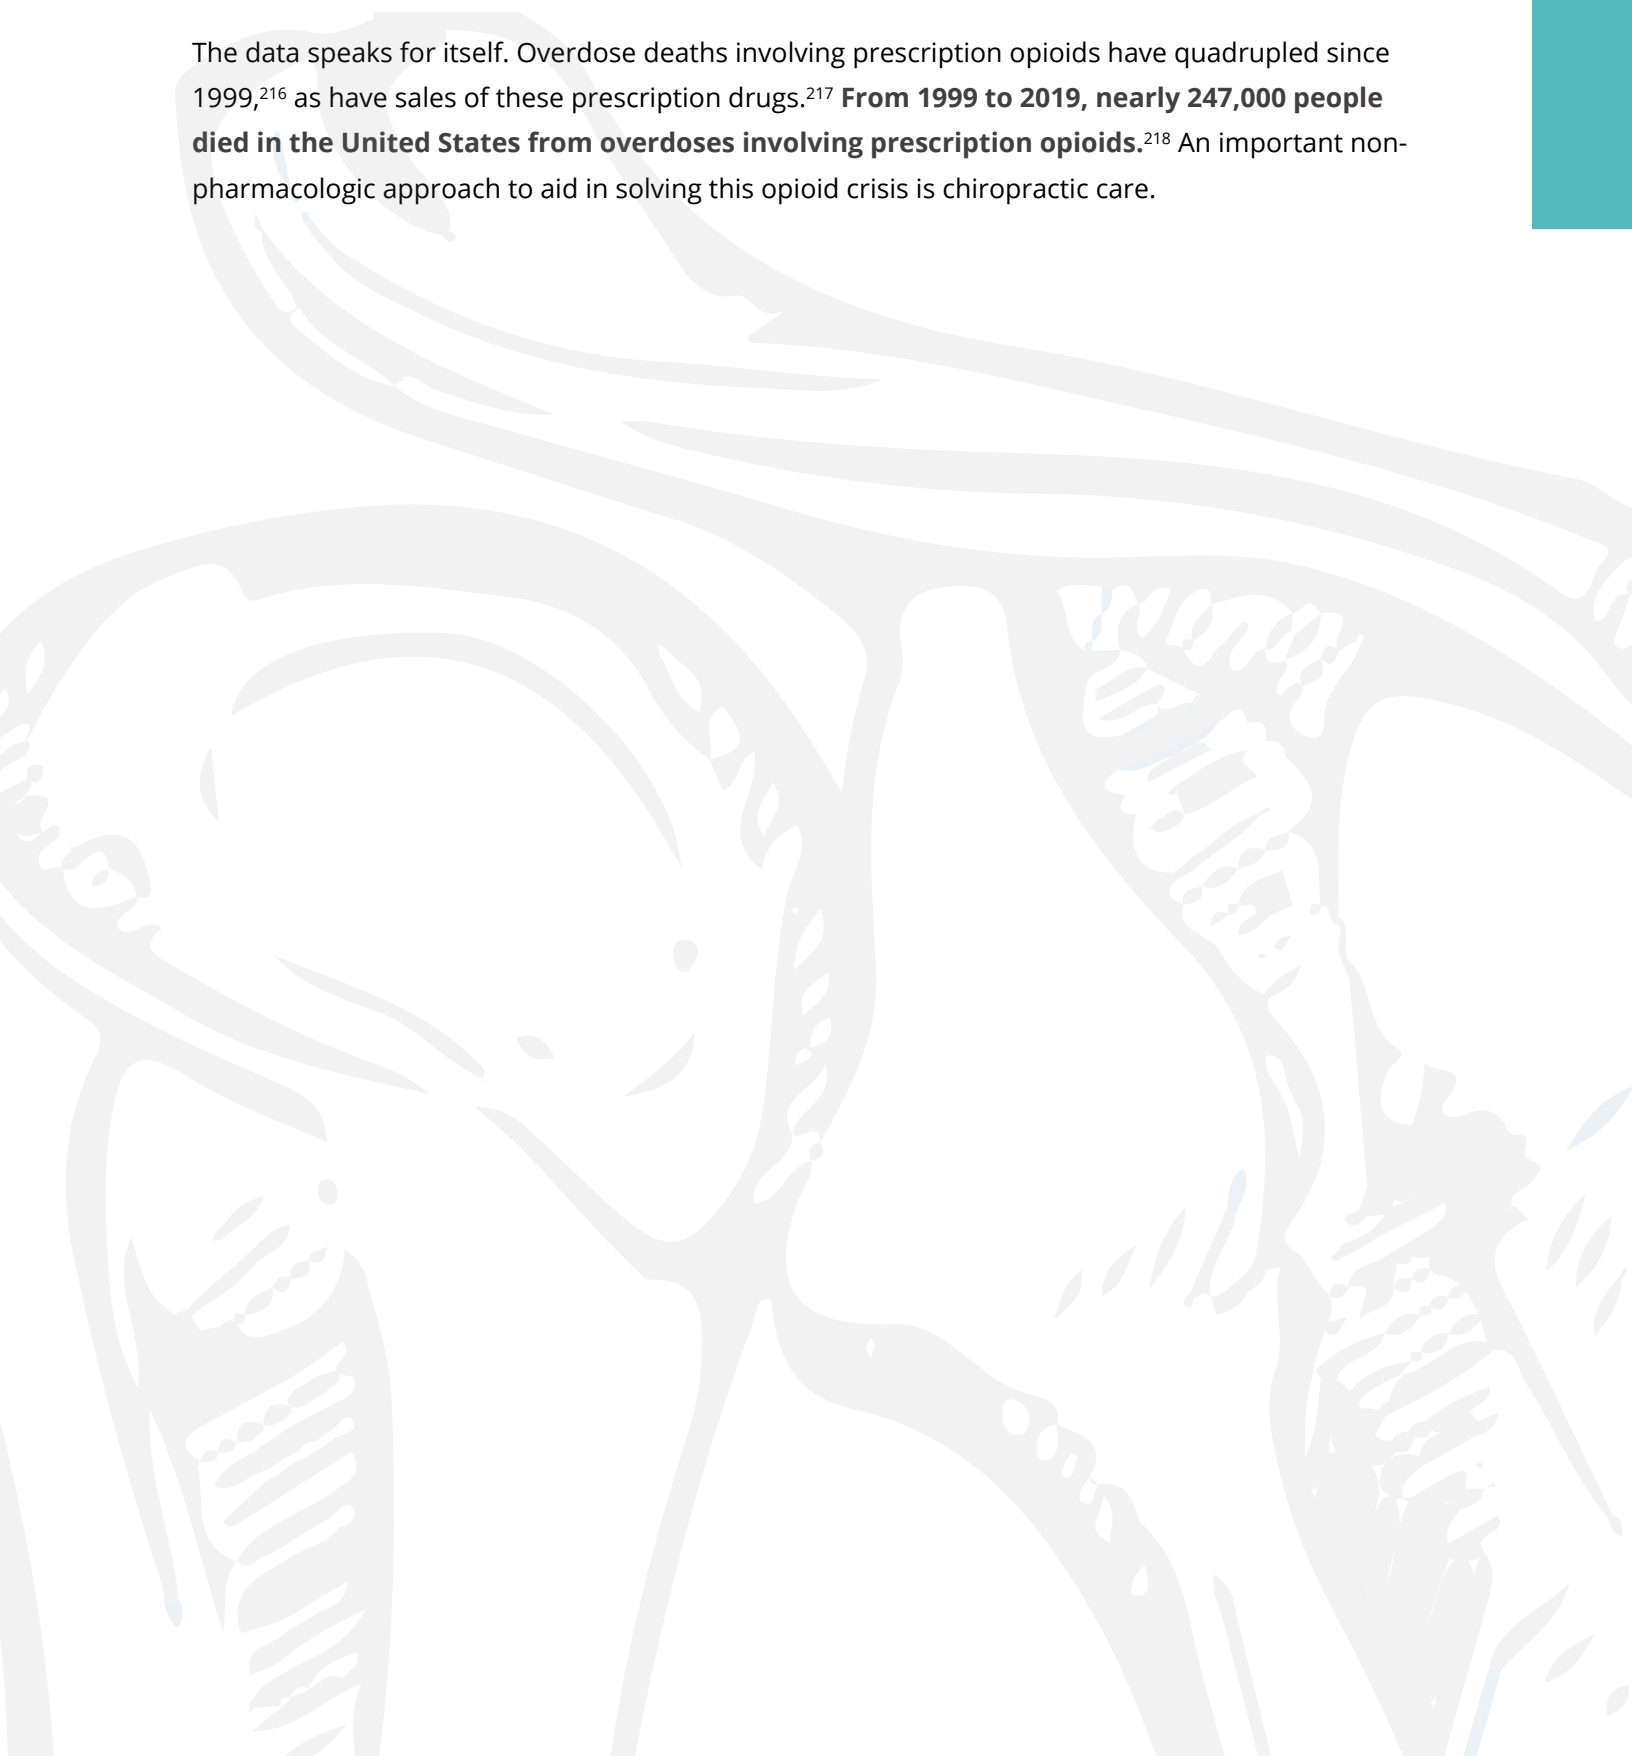 The data speaks for itself. Overdose deaths involving prescription opioids have quadrupled since
1999,²¹⁶ as have sales of these prescription drugs.²¹⁷ From 1999 to 2019, nearly 247,000 people
died in the United States from overdoses involving prescription opioids.²¹⁸ An important non-
pharmacologic approach to aid in solving this opioid crisis is chiropractic care.